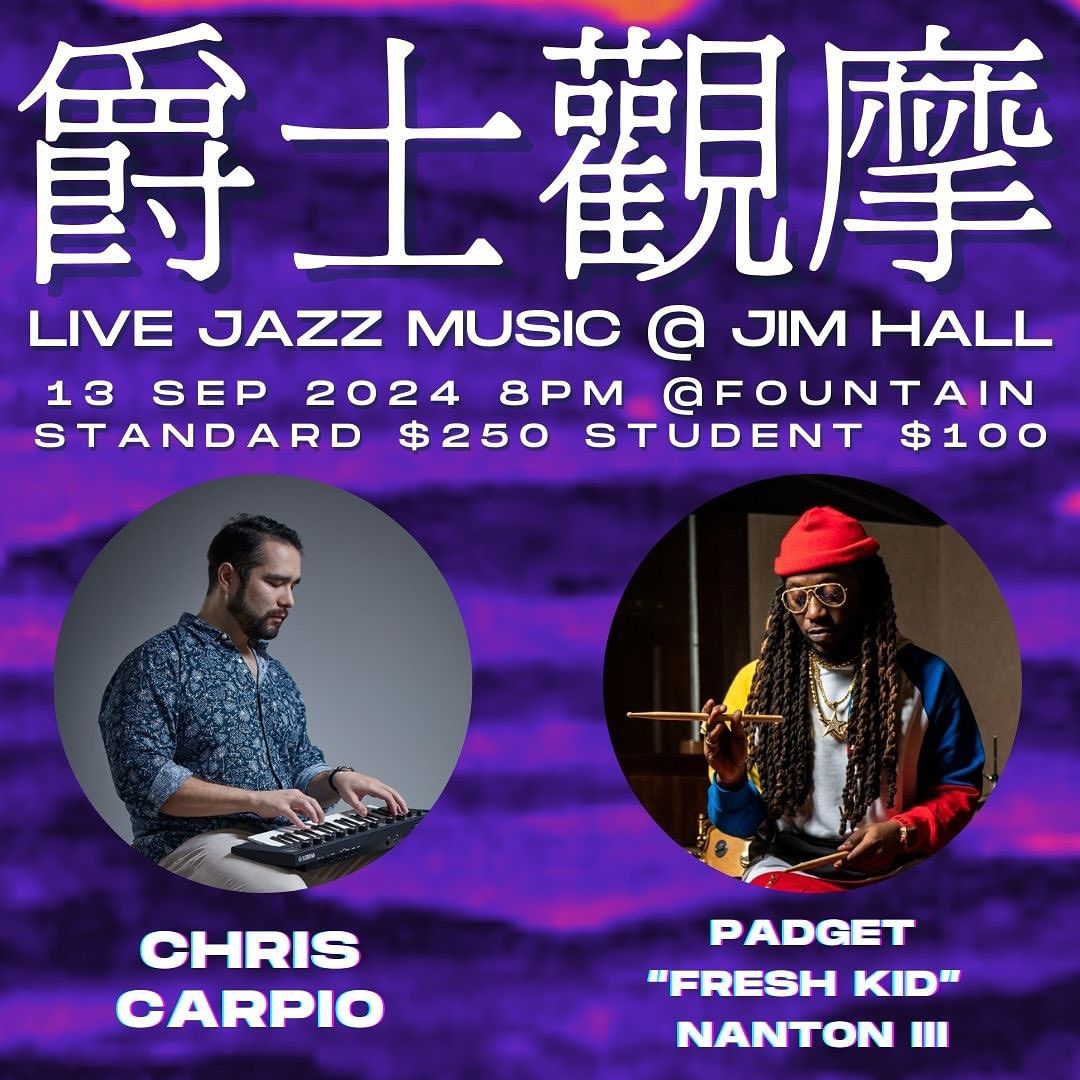 爵士觀摩
LIVE JAZZ MUSIC @ JIM HALL
13 SEP 2024 8PM @FOUNTAIN
STANDARD $250 STUDENT $100
CHRIS
CARPIO
PADGET
"FRESH KID"
NANTON III
YAMAHA